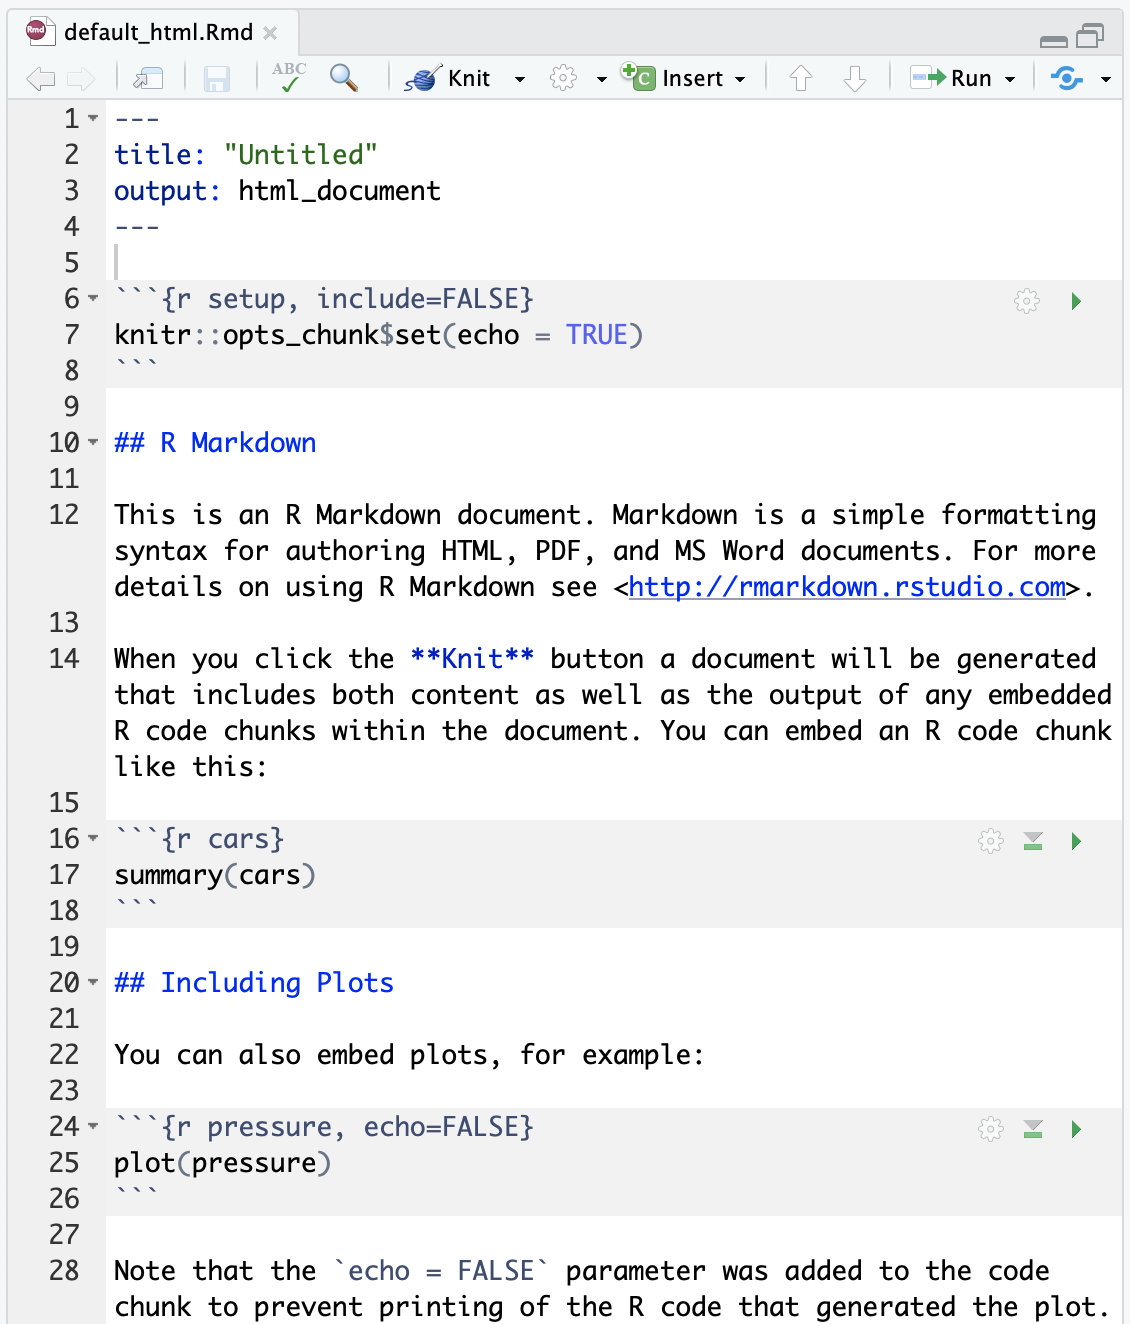 Rmd default_html.Rmd
ABC Knit C Insert Run
1 ---
2 title: "Untitled"
3 output: html_document
4 ---
5
6 ```{r setup, include=FALSE}
7 knitr::opts_chunk$set(echo = TRUE)
8 ```
9
10 ## R Markdown
11
12 This is an R Markdown document. Markdown is a simple formatting
syntax for authoring HTML, PDF, and MS Word documents. For more
details on using R Markdown see <http://rmarkdown.rstudio.com>.
13
14 When you click the **Knit** button a document will be generated
that includes both content as well as the output of any embedded
R code chunks within the document. You can embed an R code chunk
like this:
15
16 ```{r cars}
17 summary(cars)
18 ```
19
20 ## Including Plots
21
22 You can also embed plots, for example:
23
24 ```{r pressure, echo=FALSE}
25 plot(pressure)
26 ```
27
28 Note that the `echo = FALSE` parameter was added to the code
chunk to prevent printing of the R code that generated the plot.